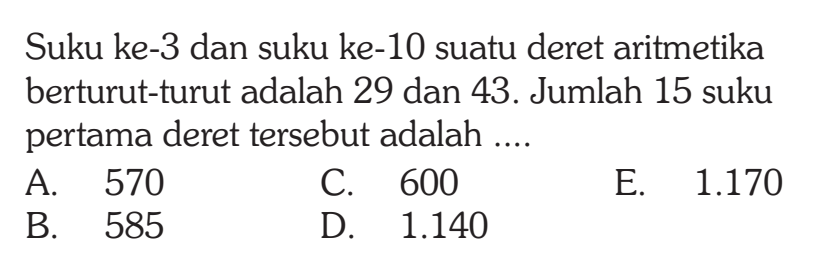 Suku ke-3 dan suku ke-10 suatu deret aritmetika
berturut-turut adalah 29 dan 43. Jumlah 15 suku
pertama deret tersebut adalah ....
A. 570 C. 600 E. 1.170
B. 585 D. 1.140